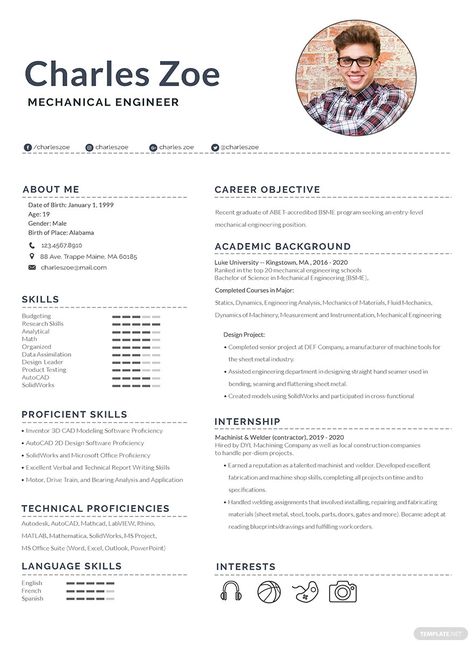 Charles Zoe
MECHANICAL ENGINEER
/charleszoe
charleszoe
charles.zoe
@charleszoe
ABOUT ME
Date of Birth: January 1, 1999
Age: 19
Gender: Male
Birth of Place: Alabama
123.4567.8910
88 Ave. Trappe Maine, MA 60185
charleszoe@mail.com
SKILLS
Budgeting
Research Skills
Analytical
Math
Organized
Data Assimilation
Design Leader
Product Testing
AutoCAD
SolidWorks
PROFICIENT SKILLS
• Inventor 3D CAD Modeling Software Proficiency
• AutoCAD 2D Design Software Proficiency
• SolidWorks and Microsoft Office Proficiency
• Excellent Verbal and Technical Report Writing Skills
• Motor, Drive Train, and Bearing Analysis and Application
TECHNICAL PROFICIENCIES
Autodesk, AutoCAD, Mathcad, LabVIEW, Rhino,
MATLAB, Mathematica, SolidWorks, MS Project,
MS Office Suite (Word, Excel, Outlook, PowerPoint)
LANGUAGE SKILLS
English
French
Spanish
CAREER OBJECTIVE
Recent graduate of ABET-accredited BSME program seeking an entry-level
mechanical engineering position.
ACADEMIC BACKGROUND
Luke University -- Kingstown, MA , 2016 - 2020
Ranked in the top 20 mechanical engineering schools
Bachelor of Science in Mechanical Engineering (BSME),
Completed Courses in Major:
Statics, Dynamics, Engineering Analysis, Mechanics of Materials, Fluid Mechanics,
Dynamics of Machinery, Measurement and Instrumentation, Mechanical Engineering
Design Project:
• Completed senior project at DEF Company, a manufacturer of machine tools for
the sheet metal industry.
• Assisted engineering department in designing straight hand seamer used in
bending, seaming and flattening sheet metal.
• Created models using SolidWorks and participated in cross-functional
INTERNSHIP
Machinist & Welder (contractor), 2019 - 2020
Hired by DYL Machining Company as well as local construction companies
to handle per-diem projects.
• Earned a reputation as a talented machinist and welder. Developed excellent
fabrication and machine shop skills, completing all projects on time and to
specifications.
• Handled welding assignments that involved installing, repairing and fabricating
materials (sheet metal, steel, tools, parts, doors, gates and more). Became adept at
reading blueprints/drawings and fulfilling work orders.
INTERESTS
TEMPLATE.NET